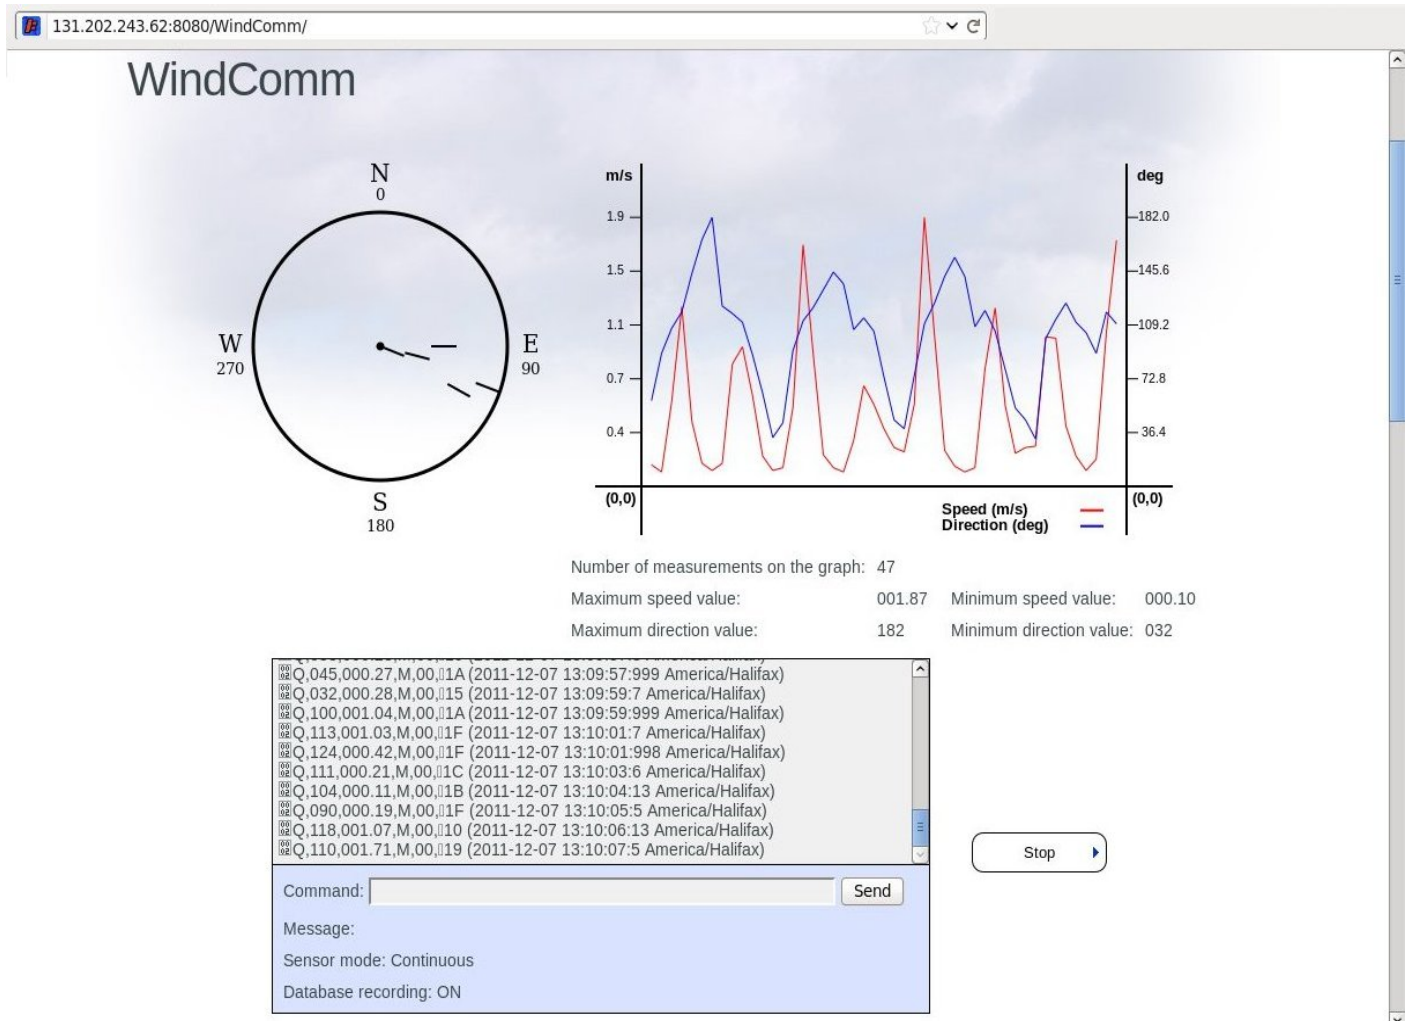 131.202.243.62:8080/WindComm/
WindComm
N
0
W
270
E
90
S
180
m/s
deg
1.9
182.0
1.5
145.6
1.1
109.2
0.7
72.8
0.4
36.4
(0,0)
(0,0)
Speed (m/s)
Direction (deg)
Number of measurements on the graph: 47
Maximum speed value: 001.87 Minimum speed value: 000.10
Maximum direction value: 182 Minimum direction value: 032
Q,045,000.27,M,00,1A (2011-12-07 13:09:57:999 America/Halifax)
Q,032,000.28,M,00,15 (2011-12-07 13:09:59:7 America/Halifax)
Q,100,001.04,M,00,1A (2011-12-07 13:09:59:999 America/Halifax)
Q,113,001.03,M,00,1F (2011-12-07 13:10:01:7 America/Halifax)
Q,124,000.42,M,00,1F (2011-12-07 13:10:01:998 America/Halifax)
Q,111,000.21,M,00,1C (2011-12-07 13:10:03:6 America/Halifax)
Q,104,000.11,M,00,1B (2011-12-07 13:10:04:13 America/Halifax)
Q,090,000.19,M,00,1F (2011-12-07 13:10:05:5 America/Halifax)
Q,118,001.07,M,00,10 (2011-12-07 13:10:06:13 America/Halifax)
Q,110,001.71,M,00,19 (2011-12-07 13:10:07:5 America/Halifax)
Stop
Command:
Send
Message:
Sensor mode: Continuous
Database recording: ON